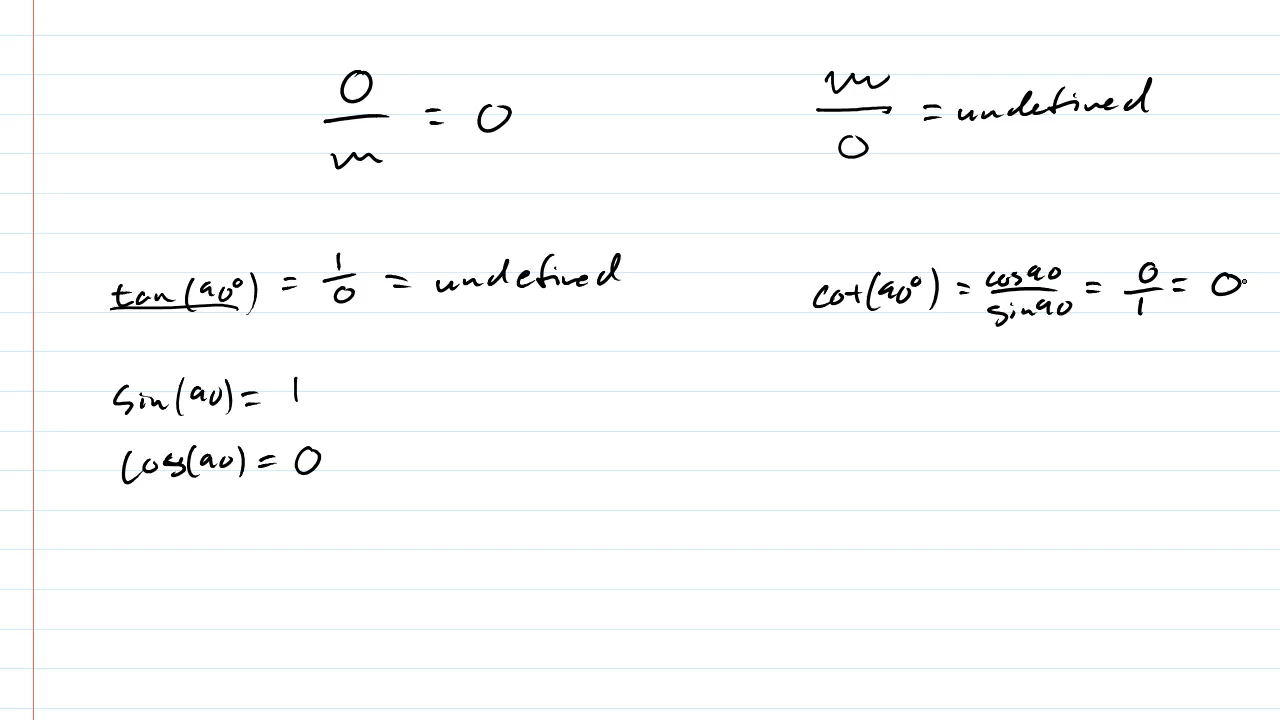 0/m = 0
m/0 = undefined
tan(90°) = 1/0 = undefined
cot(90°) = cos90/sin90 = 0/1 = 0
sin(90) = 1
cos(90) = 0